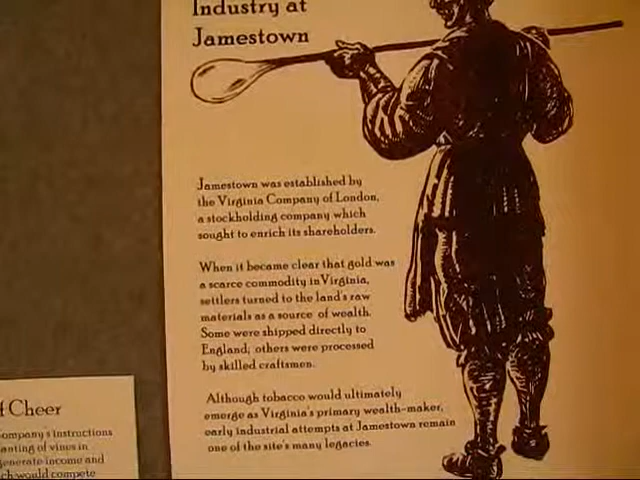 Industry at
Jamestown
Jamestown was established by
the Virginia Company of London,
a stockholding company which
sought to enrich its shareholders.
When it became clear that gold was
a scarce commodity in Virginia,
settlers turned to the land's raw
materials as a source of wealth.
Some were shipped directly to
England; others were processed
by skilled craftsmen.
Although tobacco would ultimately
emerge as Virginia's primary wealth-maker,
early industrial attempts at Jamestown remain
one of the site's many legacies.
f Cheer
ompany's instructions
anting of vines in
enerate income and
ch would compete